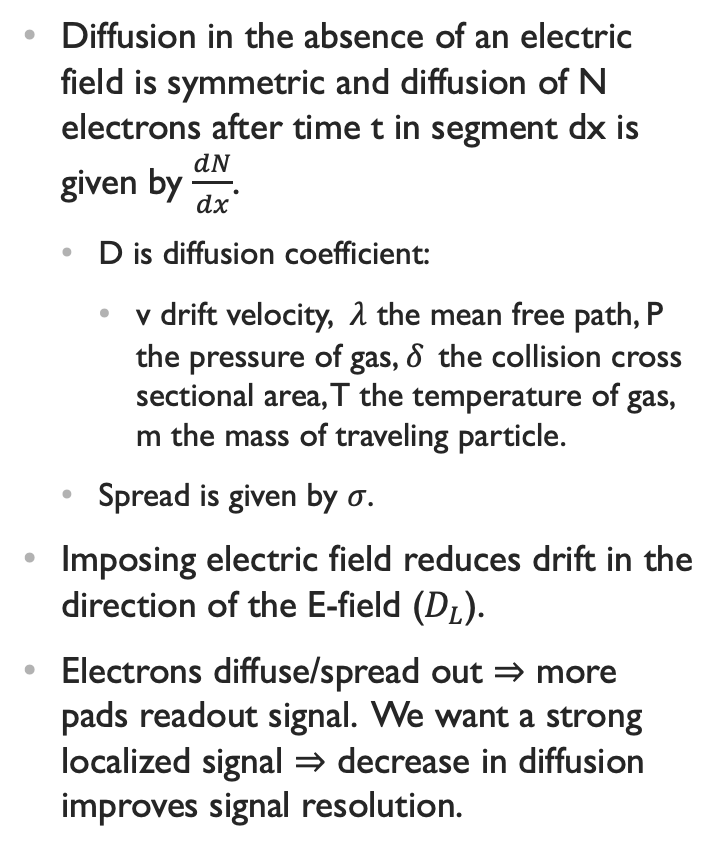 • Diffusion in the absence of an electric
field is symmetric and diffusion of N
electrons after time t in segment dx is
given by dN/dx.
• D is diffusion coefficient:
• v drift velocity, λ the mean free path, P
the pressure of gas, δ the collision cross
sectional area, T the temperature of gas,
m the mass of traveling particle.
• Spread is given by σ.
• Imposing electric field reduces drift in the
direction of the E-field (D_L).
• Electrons diffuse/spread out ⇒ more
pads readout signal. We want a strong
localized signal ⇒ decrease in diffusion
improves signal resolution.